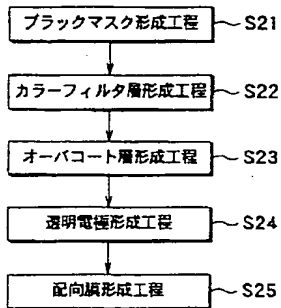 ブラックマスク形成工程 S21
カラーフィルタ層形成工程 S22
オーバコート層形成工程 S23
透明電極形成工程 S24
配向膜形成工程 S25